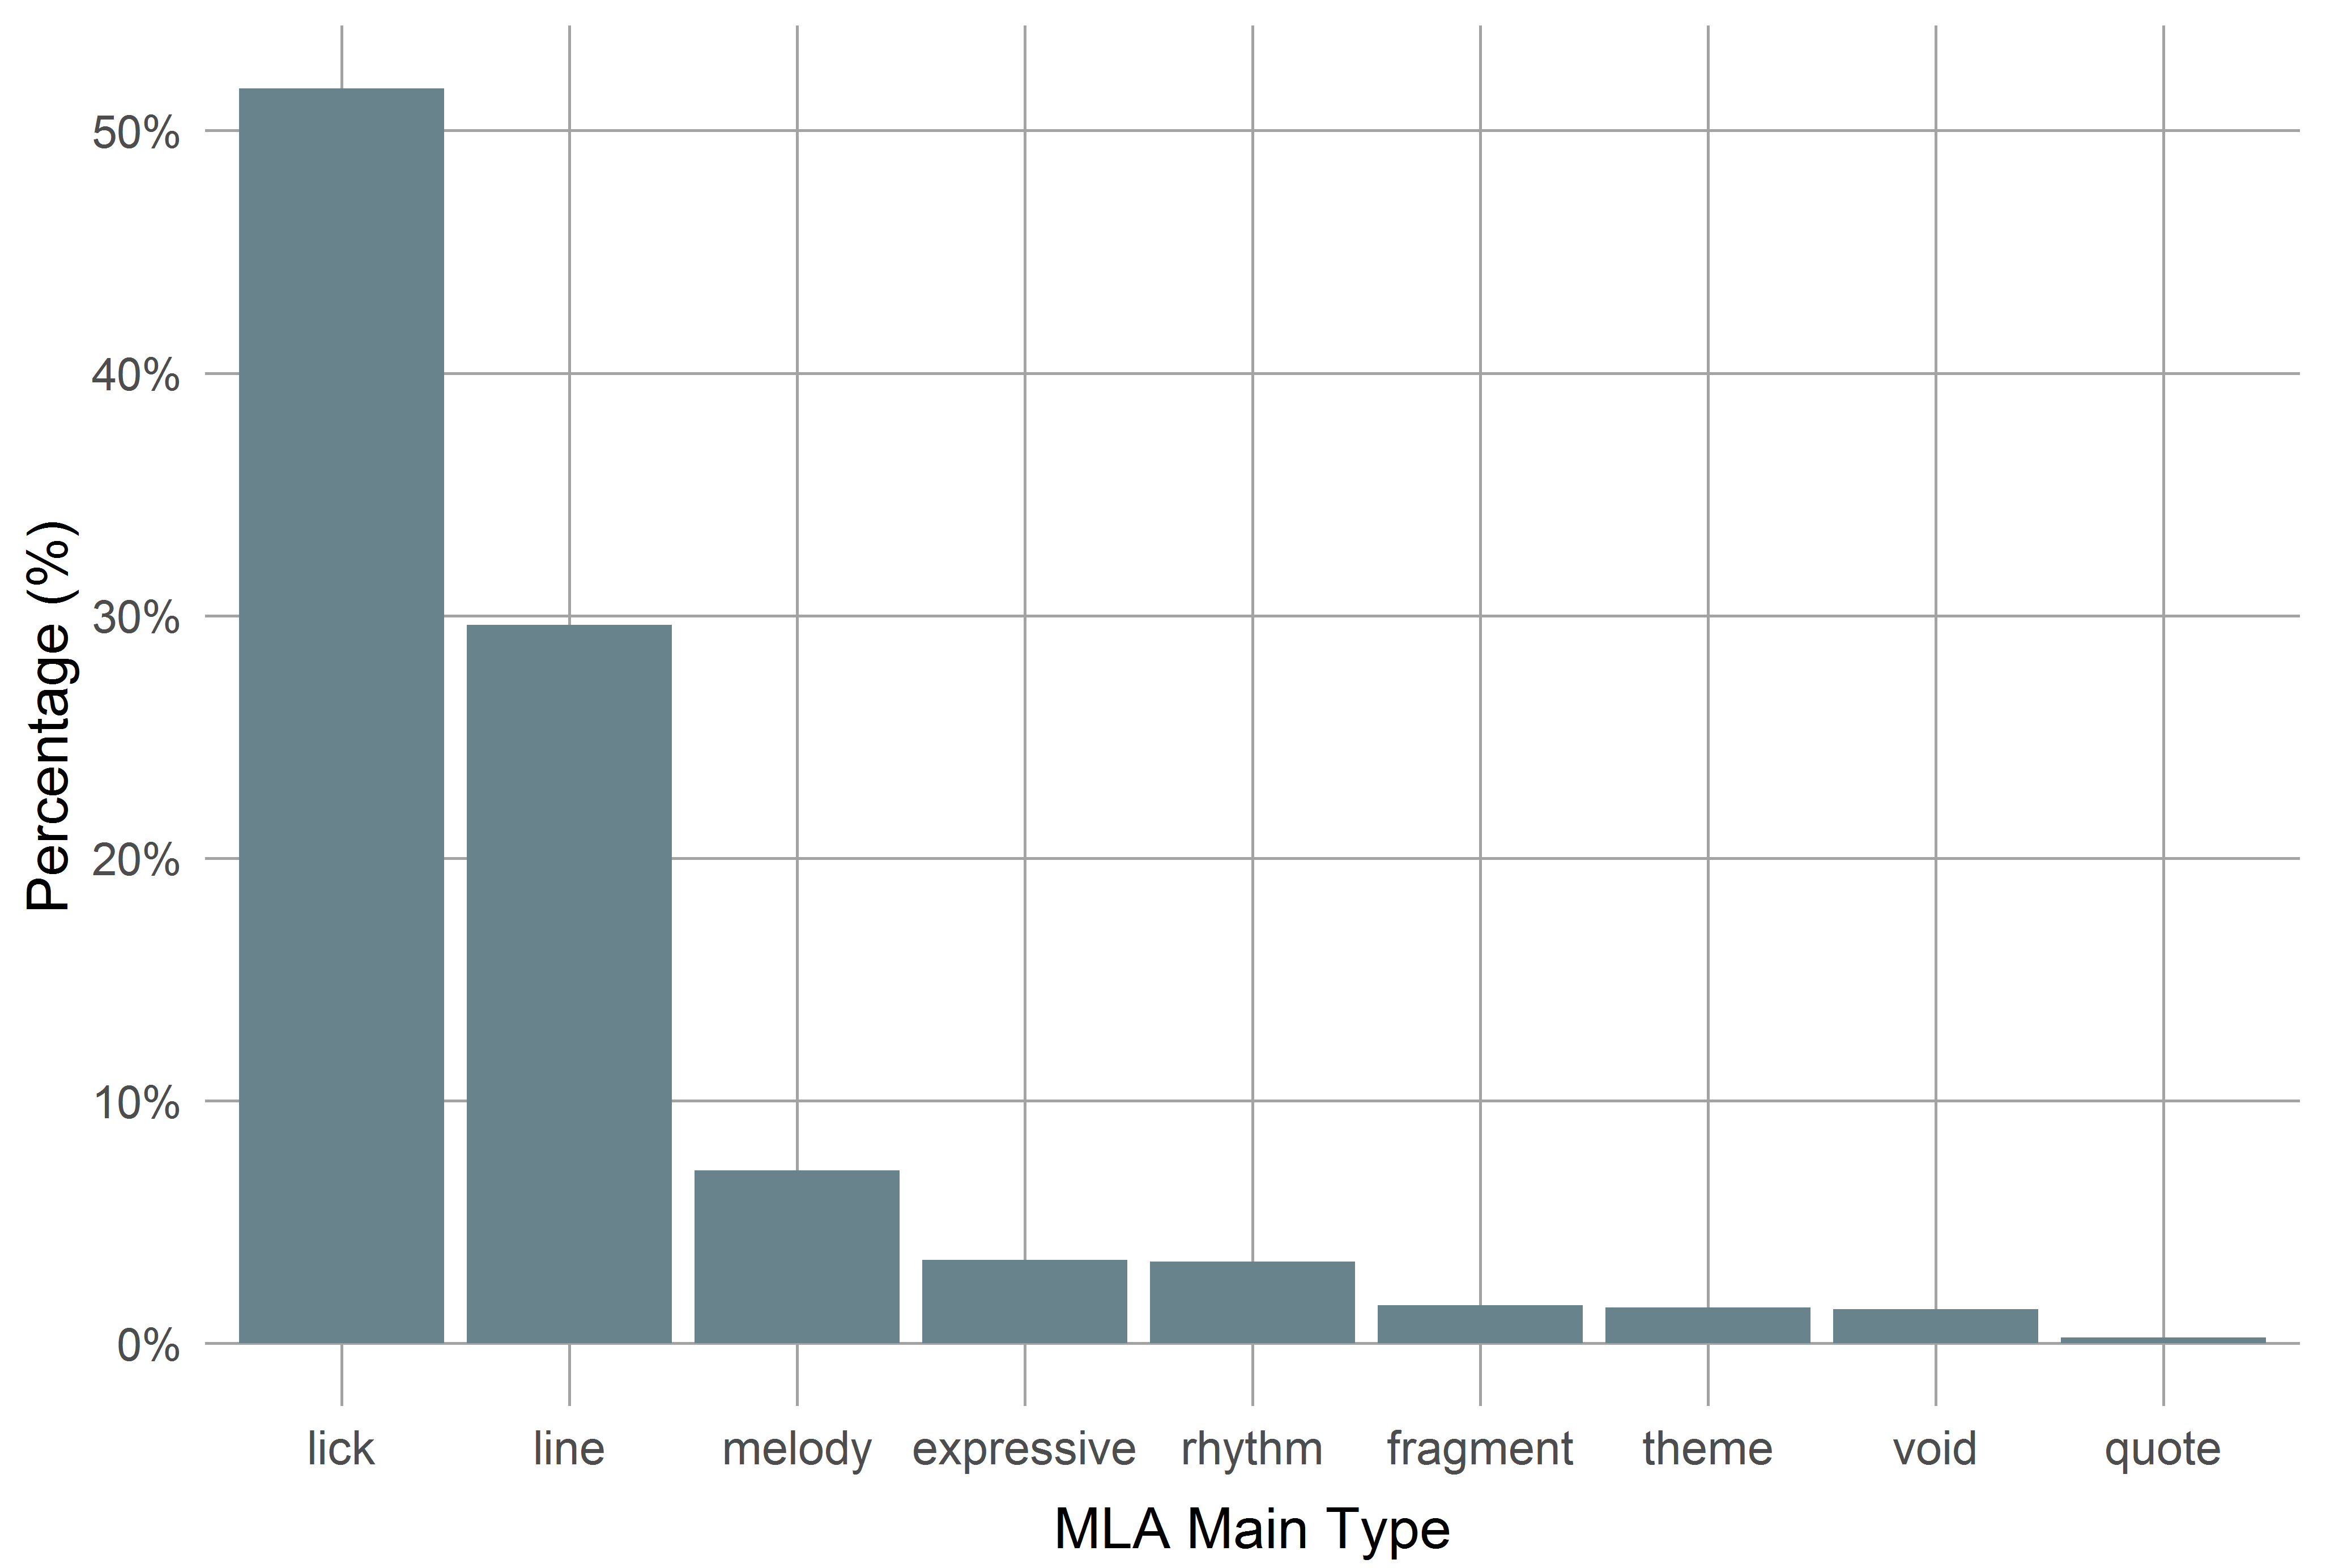 Percentage (%)
50%
40%
30%
20%
10%
0%
lick line melody expressive rhythm fragment theme void quote
MLA Main Type